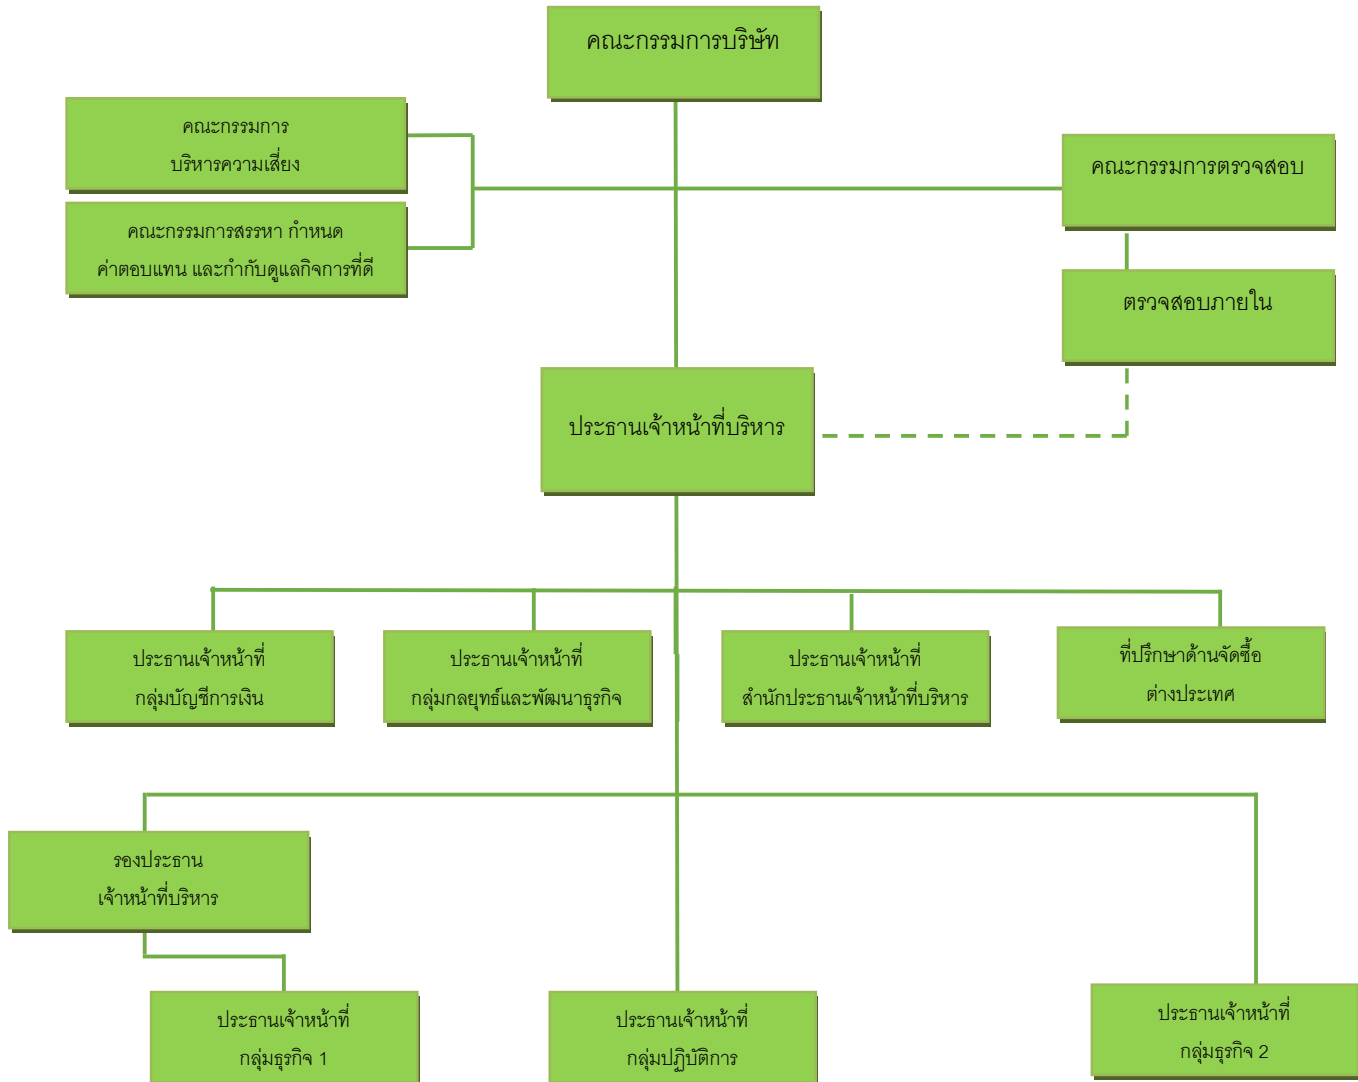 คณะกรรมการบริษัท
คณะกรรมการ
บริหารความเสี่ยง
คณะกรรมการตรวจสอบ
คณะกรรมการสรรหา กำหนด
ค่าตอบแทน และกำกับดูแลกิจการที่ดี
ตรวจสอบภายใน
ประธานเจ้าหน้าที่บริหาร
ประธานเจ้าหน้าที่
กลุ่มบัญชีการเงิน
ประธานเจ้าหน้าที่
กลุ่มกลยุทธ์และพัฒนาธุรกิจ
ประธานเจ้าหน้าที่
สำนักประธานเจ้าหน้าที่บริหาร
ที่ปรึกษาด้านจัดซื้อ
ต่างประเทศ
รองประธาน
เจ้าหน้าที่บริหาร
ประธานเจ้าหน้าที่
กลุ่มธุรกิจ 1
ประธานเจ้าหน้าที่
กลุ่มปฏิบัติการ
ประธานเจ้าหน้าที่
กลุ่มธุรกิจ 2